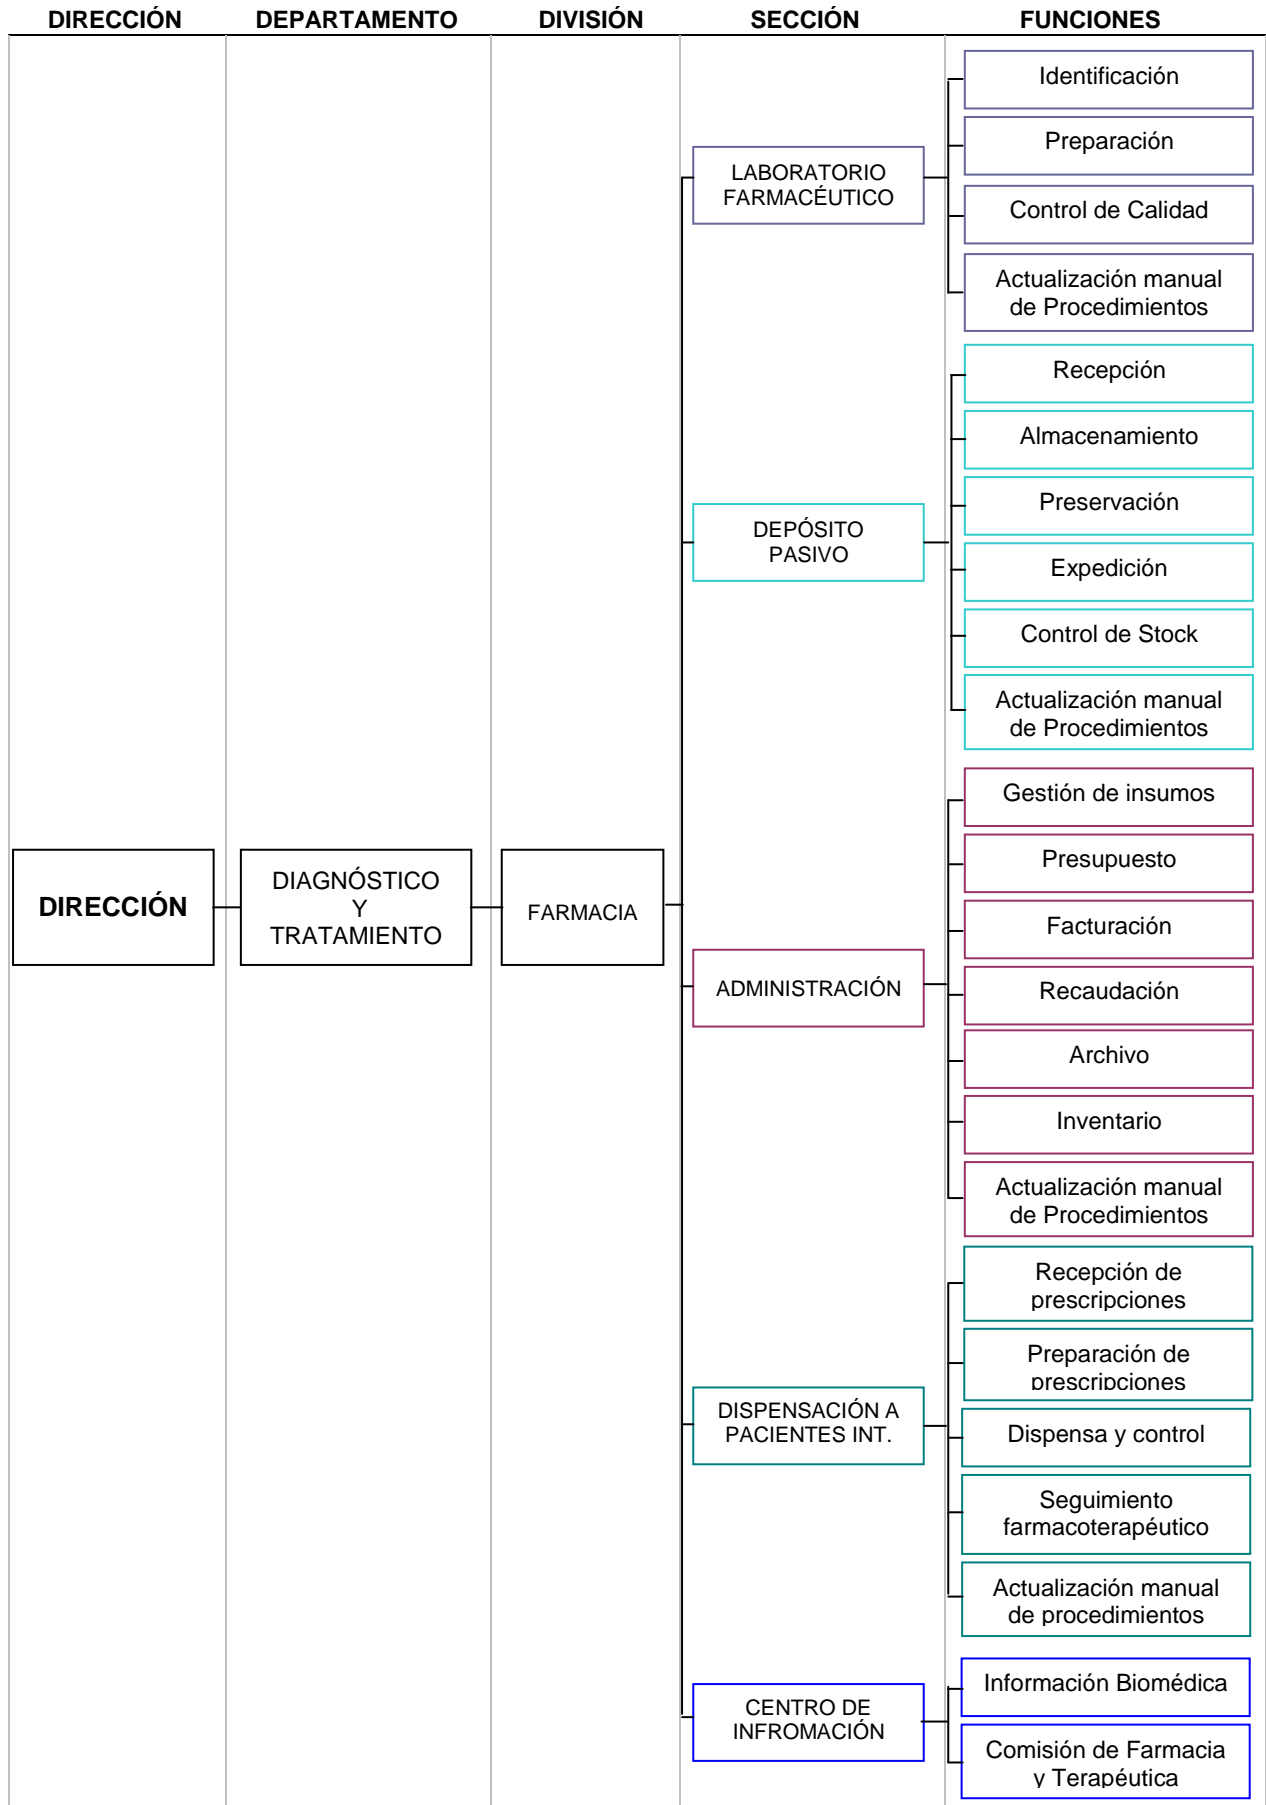 DIRECCIÓN DEPARTAMENTO DIVISIÓN SECCIÓN FUNCIONES
DIRECCIÓN
DIAGNÓSTICO
Y
TRATAMIENTO
FARMACIA
LABORATORIO
FARMACÉUTICO
Identificación
Preparación
Control de Calidad
Actualización manual
de Procedimientos
DEPÓSITO
PASIVO
Recepción
Almacenamiento
Preservación
Expedición
Control de Stock
Actualización manual
de Procedimientos
ADMINISTRACIÓN
Gestión de insumos
Presupuesto
Facturación
Recaudación
Archivo
Inventario
Actualización manual
de Procedimientos
DISPENSACIÓN A
PACIENTES INT.
Recepción de
prescripciones
Preparación de
prescripciones
Dispensa y control
Seguimiento
farmacoterapéutico
Actualización manual
de procedimientos
CENTRO DE
INFROMACIÓN
Información Biomédica
Comisión de Farmacia
y Terapéutica